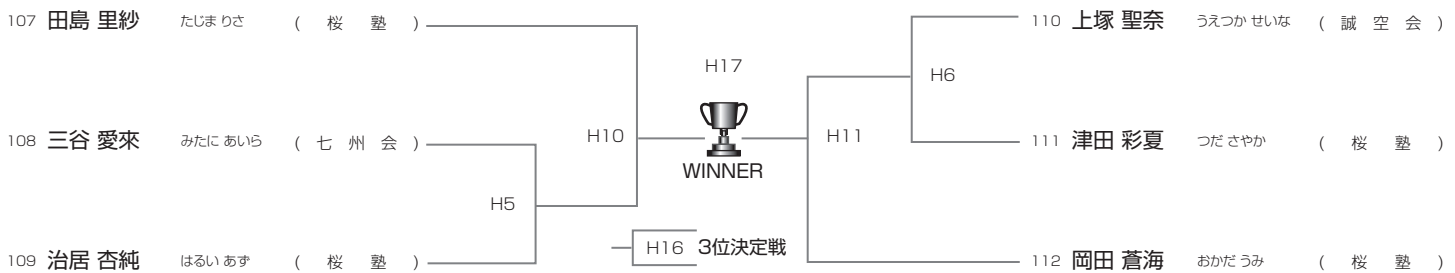 107 田島 里紗 たじま りさ ( 桜 塾 )
108 三谷 愛來 みたに あいら ( 七 州 会 )
109 治居 杏純 はるい あず ( 桜 塾 )
H5
H10
H17
WINNER
H16 3位決定戦
H11
H6
110 上塚 聖奈 うえつか せいな ( 誠 空 会 )
111 津田 彩夏 つだ さやか ( 桜 塾 )
112 岡田 蒼海 おかだ うみ ( 桜 塾 )